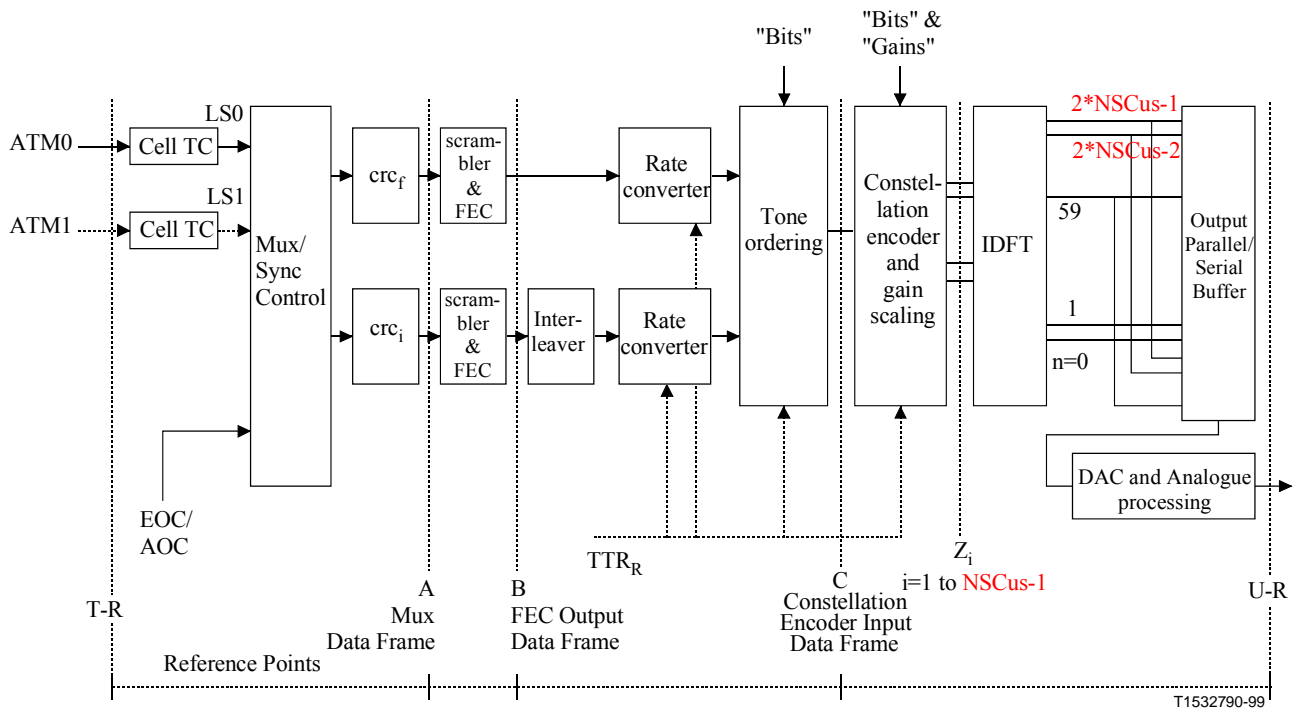 "Bits"
"Bits" &
"Gains"
ATM0
Cell TC
LS0
ATM1
Cell TC
LS1
Mux/
Sync
Control
EOC/
AOC
crcf
crci
scram-
bler
&
FEC
scram-
bler
&
FEC
Inter-
leaver
Rate
converter
Rate
converter
TTRR
Tone
ordering
Constel-
lation
encoder
and
gain
scaling
IDFT
2*NSCus-1
2*NSCus-2
59
1
n=0
Output
Parallel/
Serial
Buffer
DAC and Analogue
processing
Zi
i=1 to NSCus-1
T-R
A
Mux
Data Frame
B
FEC Output
Data Frame
C
Constellation
Encoder Input
Data Frame
U-R
Reference Points
T1532790-99